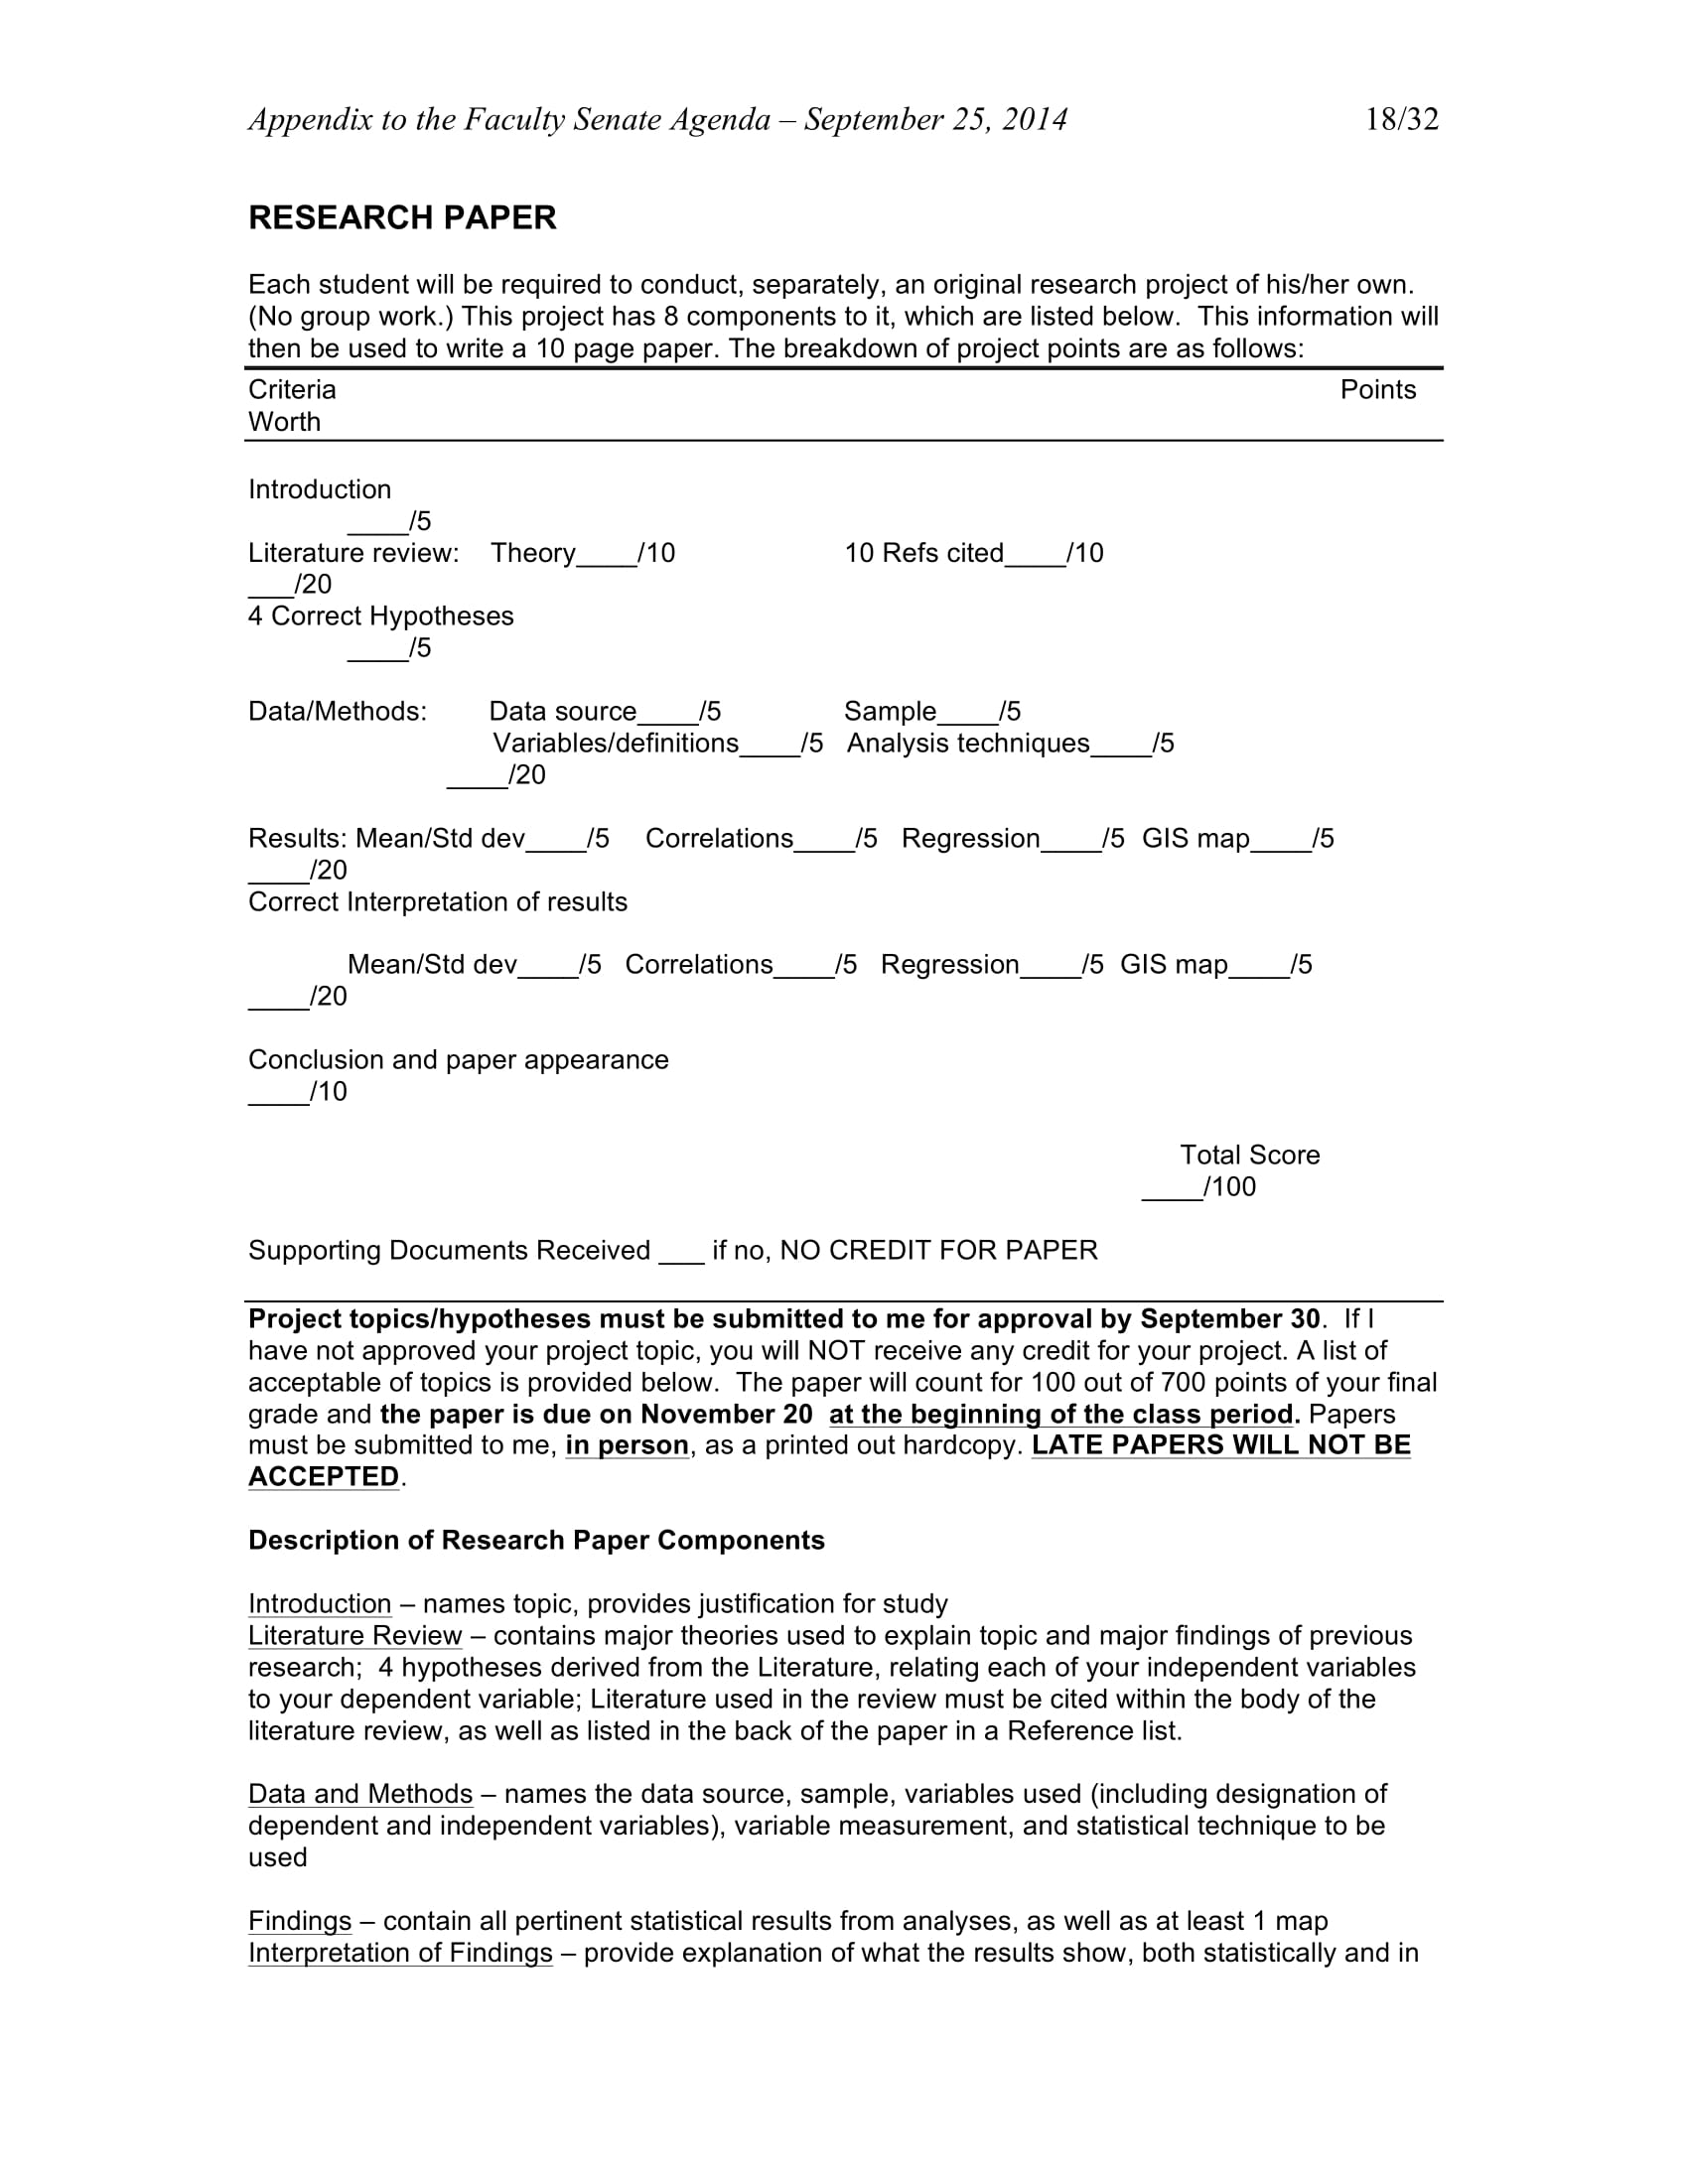 Appendix to the Faculty Senate Agenda – September 25, 2014 18/32
RESEARCH PAPER
Each student will be required to conduct, separately, an original research project of his/her own.
(No group work.) This project has 8 components to it, which are listed below.  This information will
then be used to write a 10 page paper. The breakdown of project points are as follows:
Criteria Points
Worth
Introduction
____/5
Literature review: Theory____/10 10 Refs cited____/10
___/20
4 Correct Hypotheses
____/5
Data/Methods: Data source____/5 Sample____/5
Variables/definitions____/5 Analysis techniques____/5
____/20
Results: Mean/Std dev____/5 Correlations____/5 Regression____/5 GIS map____/5
____/20
Correct Interpretation of results
Mean/Std dev____/5 Correlations____/5 Regression____/5 GIS map____/5
____/20
Conclusion and paper appearance
____/10
Total Score
____/100
Supporting Documents Received ___ if no, NO CREDIT FOR PAPER
Project topics/hypotheses must be submitted to me for approval by September 30.  If I
have not approved your project topic, you will NOT receive any credit for your project. A list of
acceptable of topics is provided below.  The paper will count for 100 out of 700 points of your final
grade and the paper is due on November 20  at the beginning of the class period. Papers
must be submitted to me, in person, as a printed out hardcopy. LATE PAPERS WILL NOT BE
ACCEPTED.
Description of Research Paper Components
Introduction – names topic, provides justification for study
Literature Review – contains major theories used to explain topic and major findings of previous
research;  4 hypotheses derived from the Literature, relating each of your independent variables
to your dependent variable; Literature used in the review must be cited within the body of the
literature review, as well as listed in the back of the paper in a Reference list.
Data and Methods – names the data source, sample, variables used (including designation of
dependent and independent variables), variable measurement, and statistical technique to be
used
Findings – contain all pertinent statistical results from analyses, as well as at least 1 map
Interpretation of Findings – provide explanation of what the results show, both statistically and in